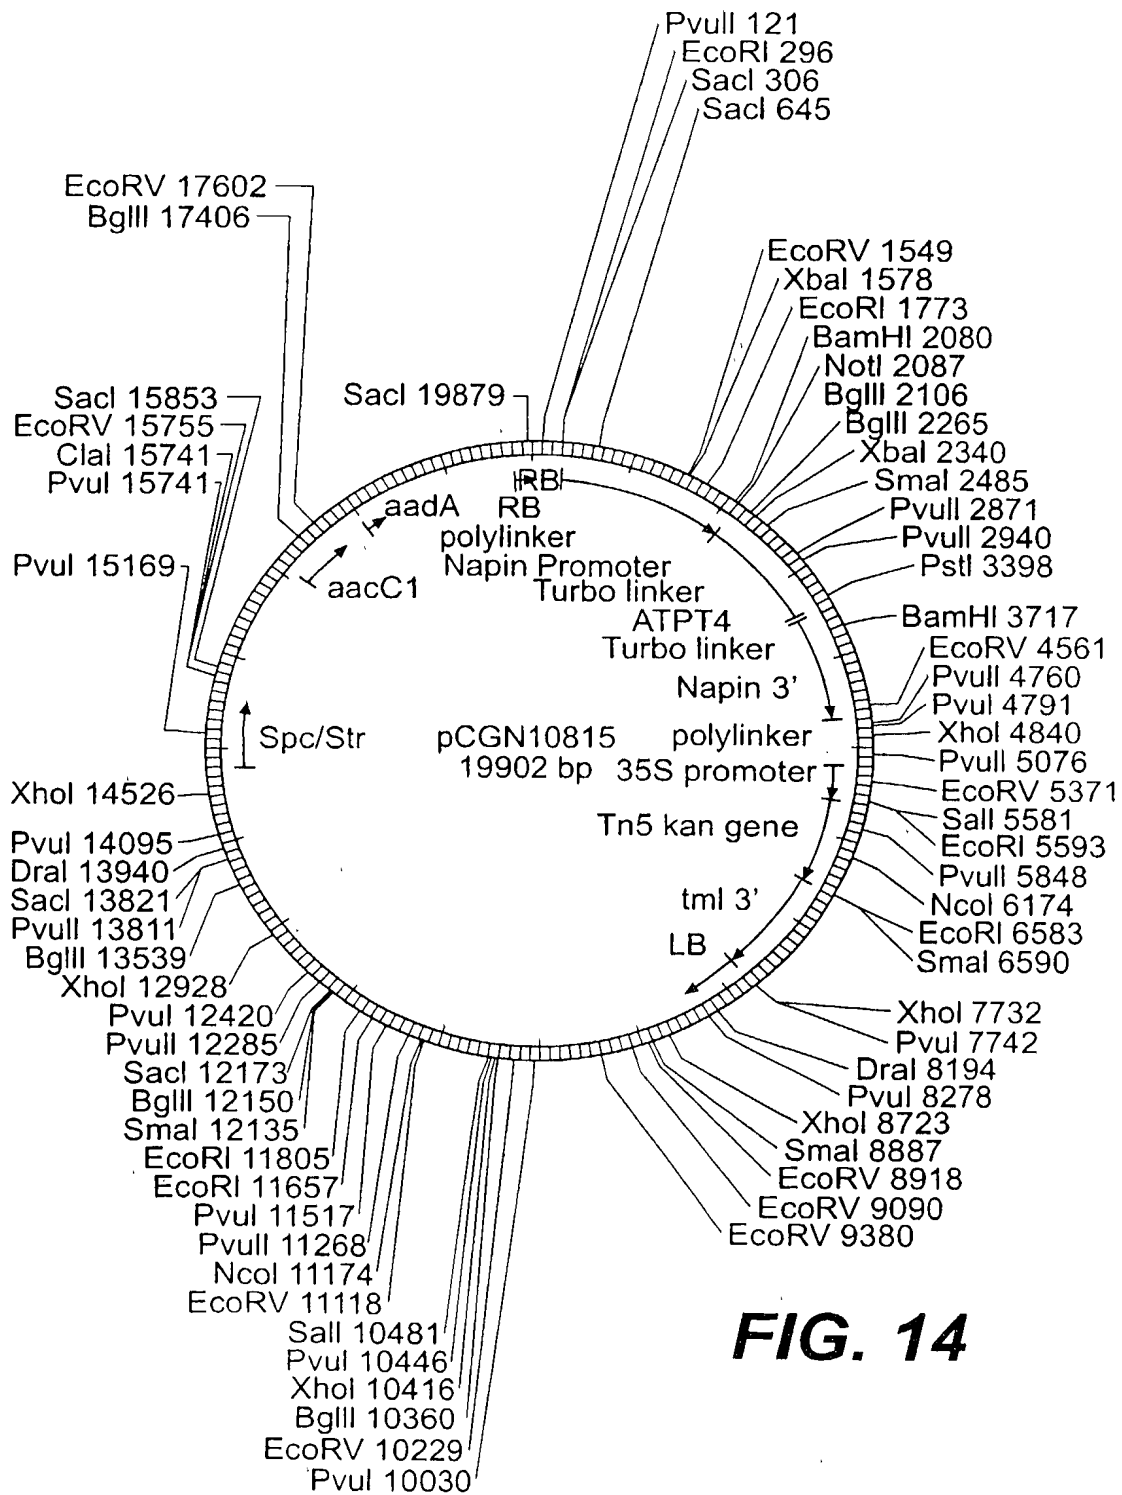 PvuII 121
EcoRI 296
SacI 306
SacI 645
EcoRV 17602
BglII 17406
EcoRV 1549
XbaI 1578
EcoRI 1773
BamHI 2080
NotI 2087
BglII 2106
BglII 2265
XbaI 2340
SmaI 2485
PvuII 2871
PvuII 2940
PstI 3398
BamHI 3717
EcoRV 4561
PvuII 4760
PvuI 4791
XhoI 4840
PvuII 5076
EcoRV 5371
SalI 5581
EcoRI 5593
PvuII 5848
NcoI 6174
EcoRI 6583
SmaI 6590
XhoI 7732
PvuI 7742
DraI 8194
PvuI 8278
XhoI 8723
SmaI 8887
EcoRV 8918
EcoRV 9090
EcoRV 9380
SacI 19879
SacI 15853
EcoRV 15755
ClaI 15741
PvuI 15741
PvuI 15169
XhoI 14526
PvuI 14095
DraI 13940
SacI 13821
PvuII 13811
BglII 13539
XhoI 12928
PvuI 12420
PvuII 12285
SacI 12173
BglII 12150
SmaI 12135
EcoRI 11805
EcoRI 11657
PvuI 11517
PvuII 11268
NcoI 11174
EcoRV 11118
SalI 10481
PvuI 10446
XhoI 10416
BglII 10360
EcoRV 10229
PvuI 10030
RB
aadA
RB
polylinker
Napin Promoter
aacC1
Turbo linker
ATPT4
Turbo linker
Napin 3’
Spc/Str
pCGN10815
19902 bp
polylinker
35S promoter
Tn5 kan gene
tml 3’
LB
FIG. 14